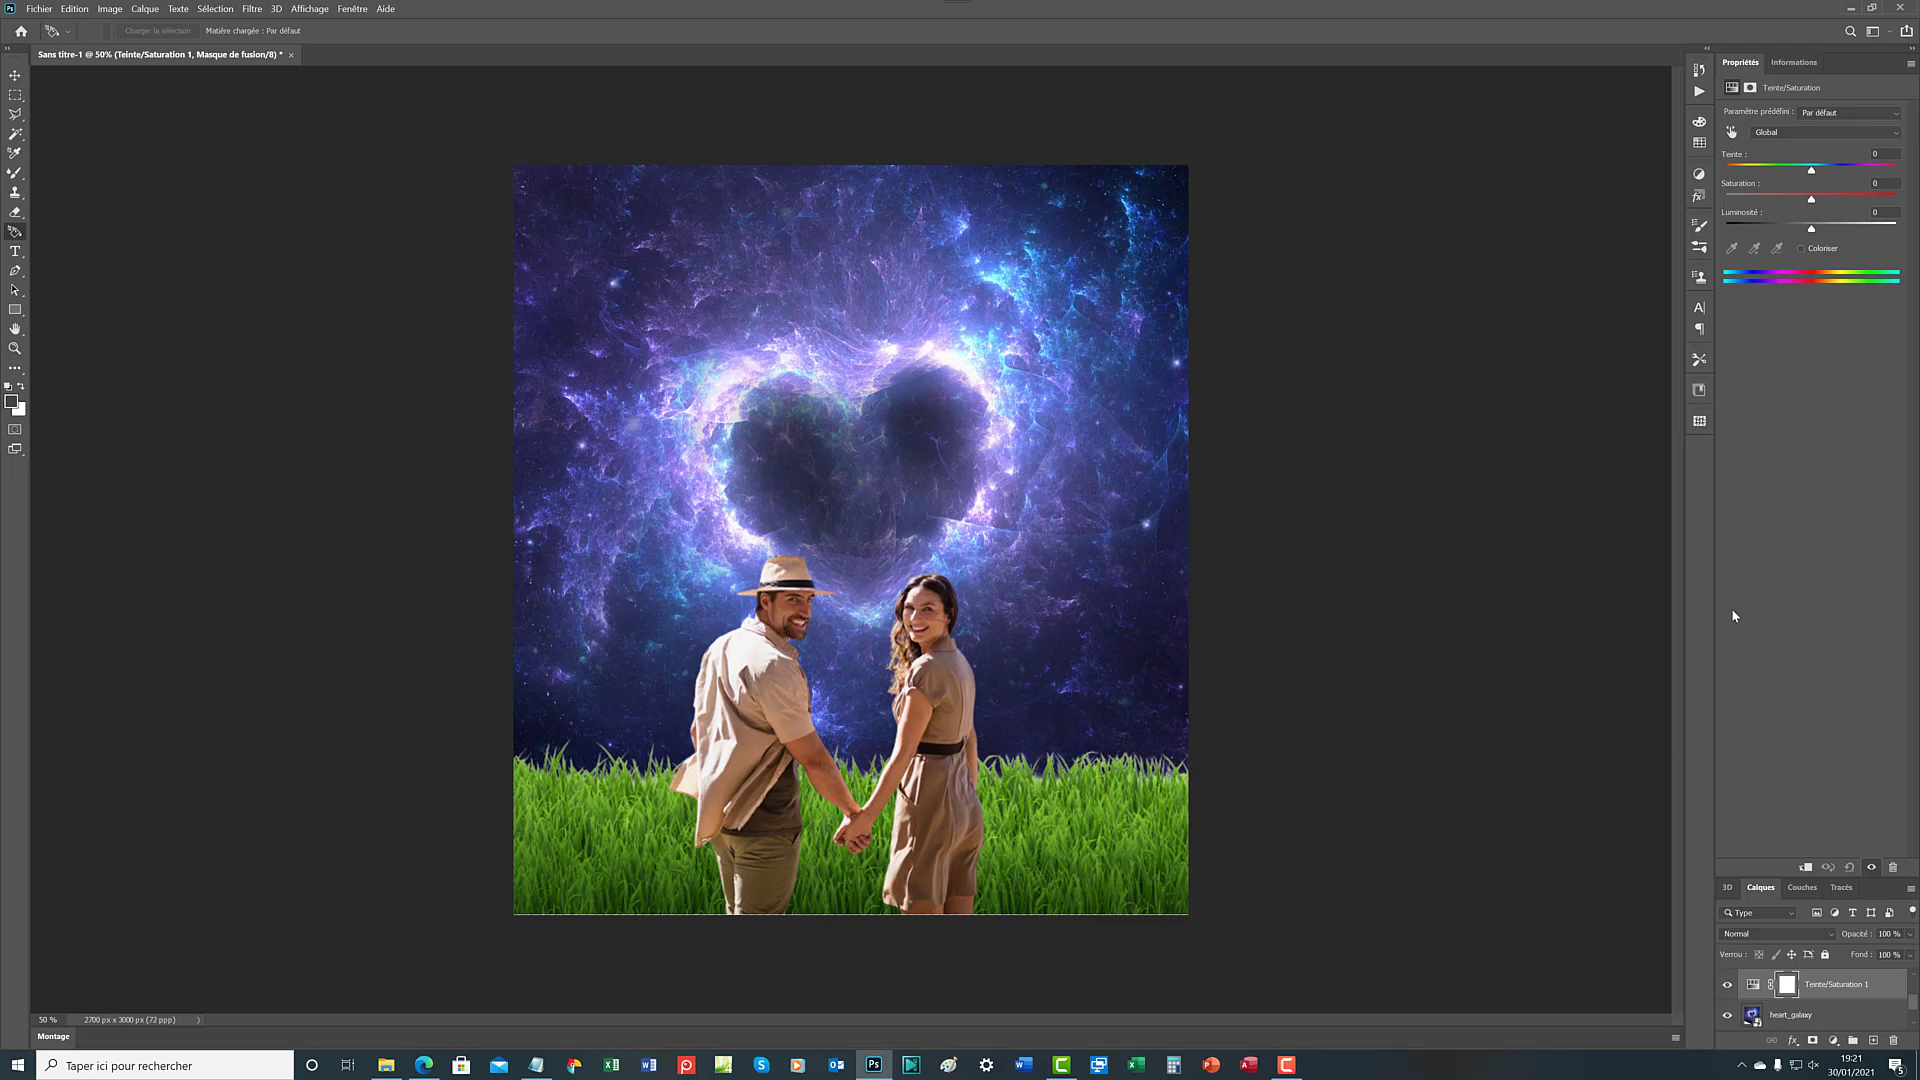 Ps Fichier Edition Image Calque Texte Sélection Filtre 3D Affichage Fenêtre Aide
Charger la sélection Matière chargée : Par défaut
Sans titre-1 @ 50% (Teinte/Saturation 1, Masque de fusion/8) * ×
Propriétés Informations
Teinte/Saturation
Paramètre prédéfini : Par défaut
Global
Teinte : 0
Saturation : 0
Luminosité : 0
Coloriser
3D Calques Couches Tracés
Type
Normal Opacité : 100 %
Verrou : Fond : 100 %
Teinte/Saturation 1
heart_galaxy
50 % 2700 px x 3000 px (72 ppp)
Montage
Taper ici pour rechercher
19:21
30/01/2021
5